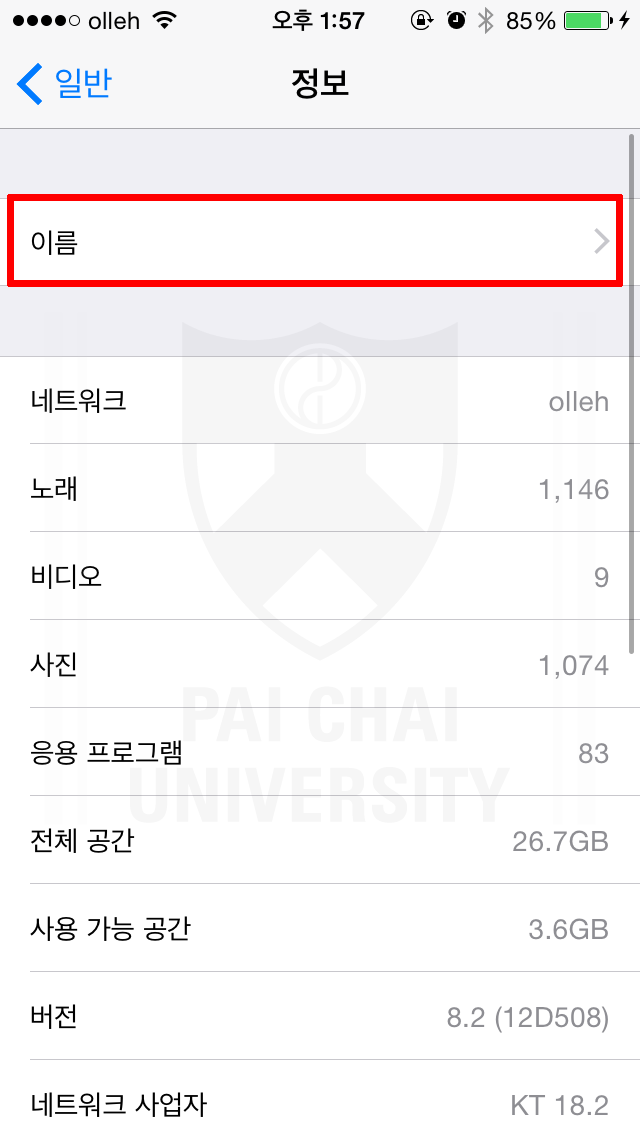 olleh 오후 1:57 85%
일반 정보
이름
네트워크 olleh
노래 1,146
비디오 9
사진 1,074
PAI CHAI
응용 프로그램 83
UNIVERSITY
전체 공간 26.7GB
사용 가능 공간 3.6GB
버전 8.2 (12D508)
네트워크 사업자 KT 18.2